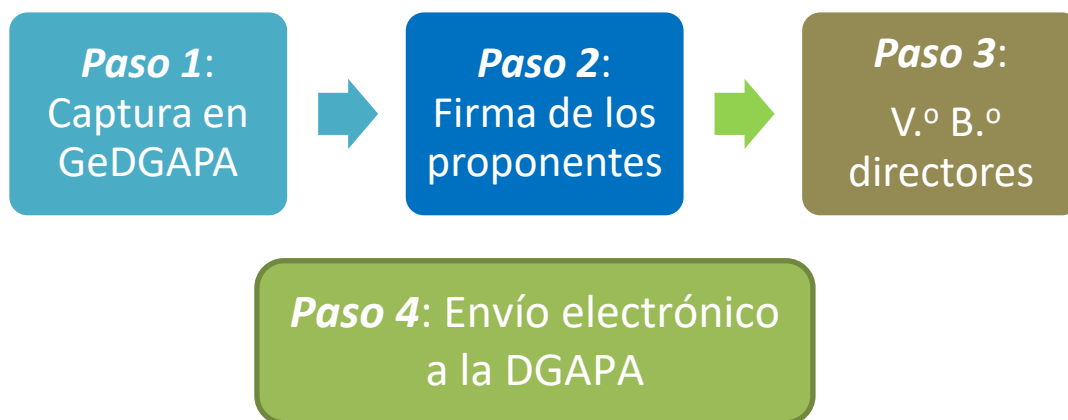 Paso 1:
Captura en
GeDGAPA
Paso 2:
Firma de los
proponentes
Paso 3:
V.º B.º
directores
Paso 4: Envío electrónico
a la DGAPA